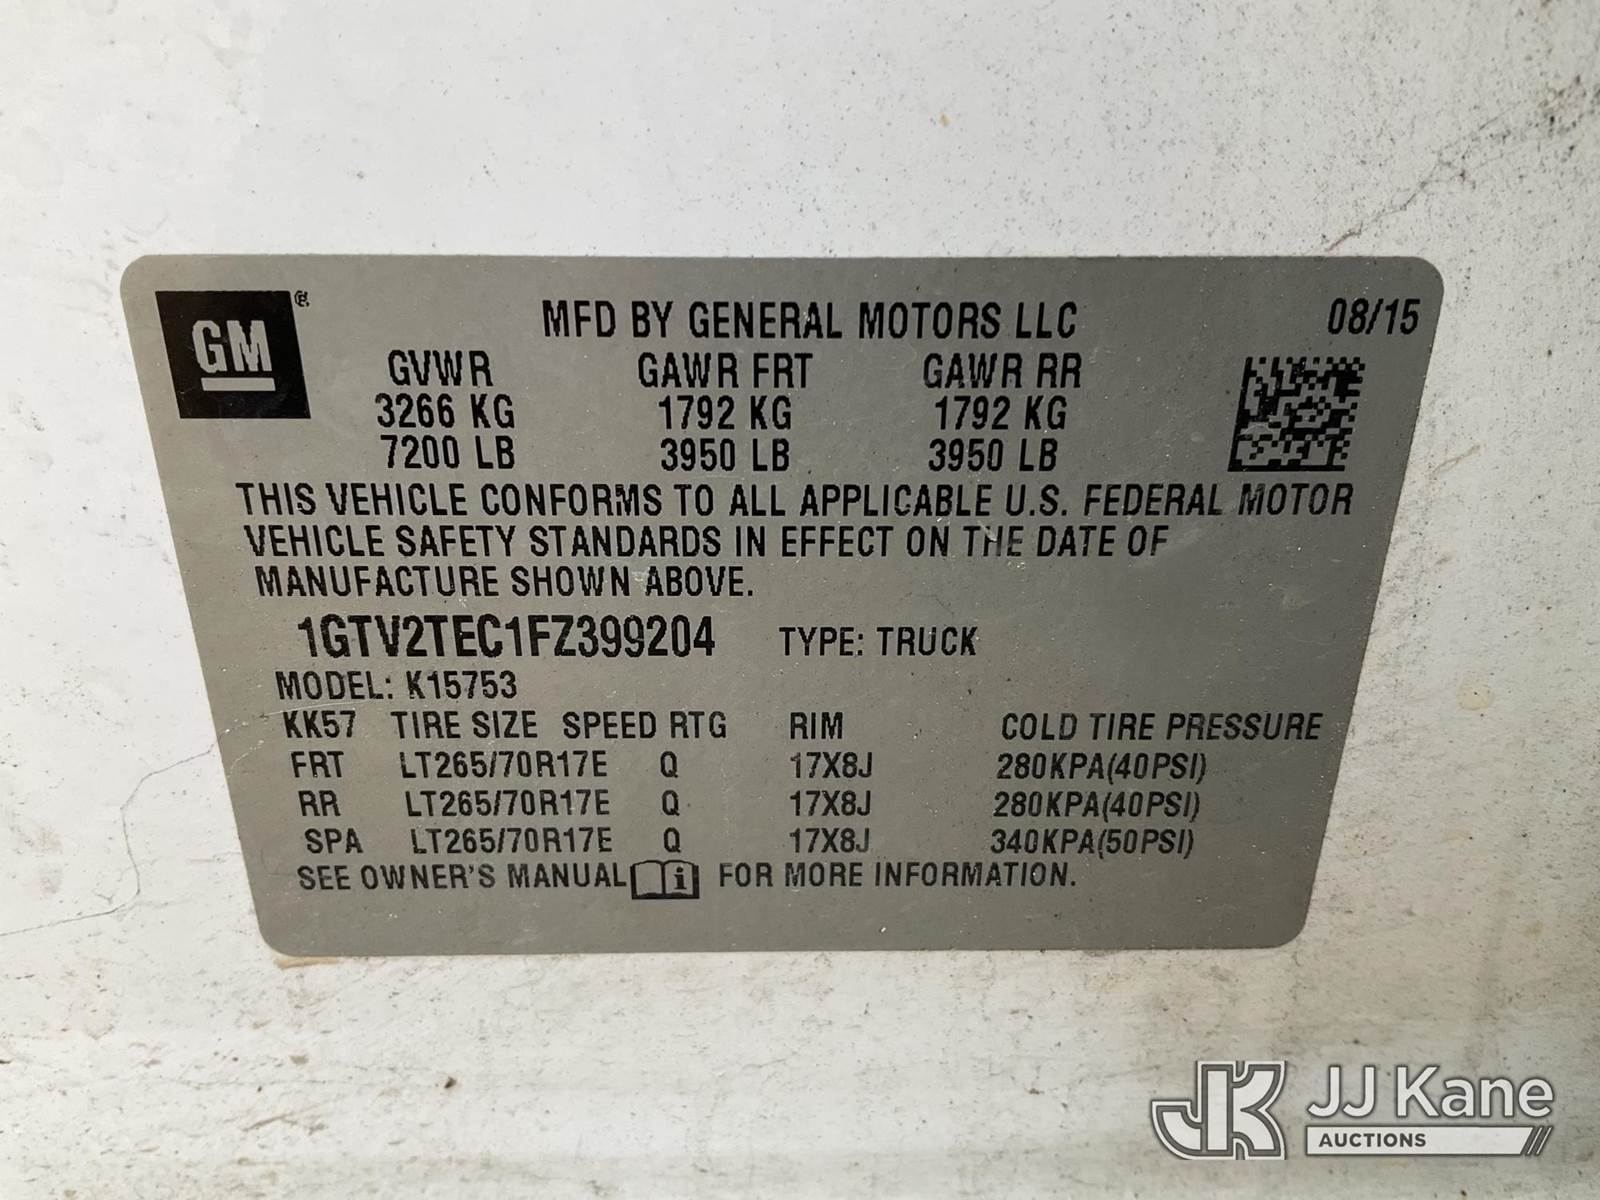 GM ® MFD BY GENERAL MOTORS LLC 08/15
GVWR GAWR FRT GAWR RR
3266 KG 1792 KG 1792 KG
7200 LB 3950 LB 3950 LB
THIS VEHICLE CONFORMS TO ALL APPLICABLE U.S. FEDERAL MOTOR
VEHICLE SAFETY STANDARDS IN EFFECT ON THE DATE OF
MANUFACTURE SHOWN ABOVE.
1GTV2TEC1FZ399204 TYPE: TRUCK
MODEL: K15753
KK57 TIRE SIZE SPEED RTG RIM COLD TIRE PRESSURE
FRT LT265/70R17E Q 17X8J 280KPA(40PSI)
RR LT265/70R17E Q 17X8J 280KPA(40PSI)
SPA LT265/70R17E Q 17X8J 340KPA(50PSI)
SEE OWNER'S MANUAL i FOR MORE INFORMATION.
JK JJ Kane
AUCTIONS